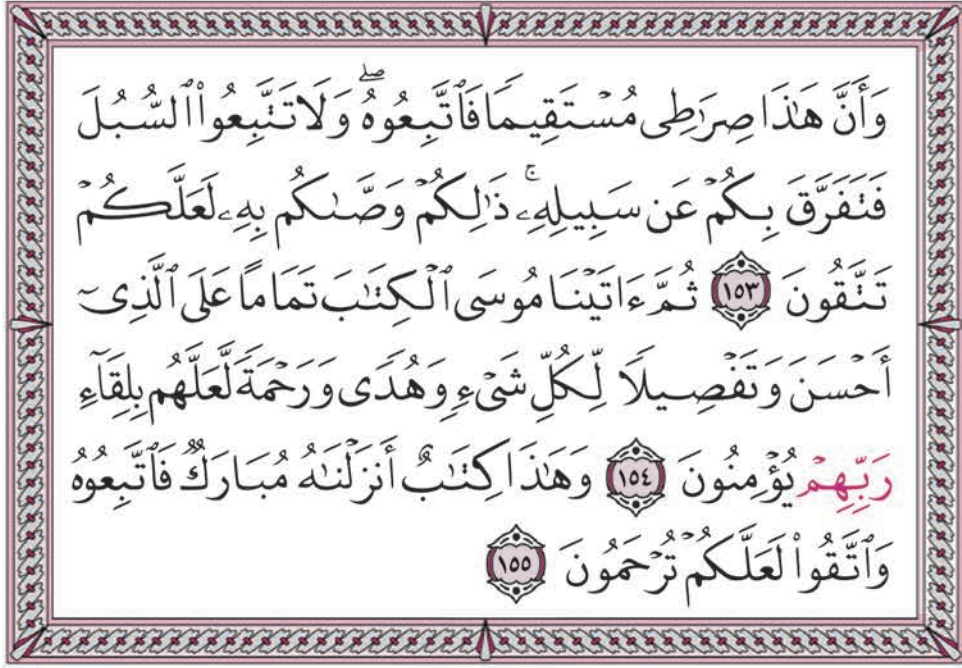 وَأَنَّ هَٰذَا صِرَٰطِى مُسْتَقِيمًا فَٱتَّبِعُوهُ ۖ وَلَا تَتَّبِعُوا۟ ٱلسُّبُلَ
فَتَفَرَّقَ بِكُمْ عَن سَبِيلِهِۦ ۚ ذَٰلِكُمْ وَصَّىٰكُم بِهِۦ لَعَلَّكُمْ
تَتَّقُونَ ١٥٣ ثُمَّ ءَاتَيْنَا مُوسَى ٱلْكِتَٰبَ تَمَامًا عَلَى ٱلَّذِىٓ
أَحْسَنَ وَتَفْصِيلًا لِّكُلِّ شَىْءٍ وَهُدًى وَرَحْمَةً لَّعَلَّهُم بِلِقَآءِ
رَبِّهِمْ يُؤْمِنُونَ ١٥٤ وَهَٰذَا كِتَٰبٌ أَنزَلْنَٰهُ مُبَارَكٌ فَٱتَّبِعُوهُ
وَٱتَّقُوا۟ لَعَلَّكُمْ تُرْحَمُونَ ١٥٥